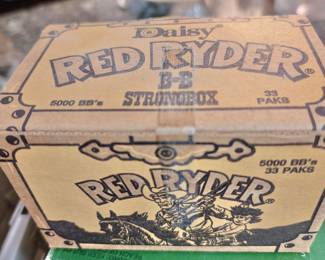 Daisy®
RED RYDER®
B-B
5000 BB's STRONGBOX 33 PAKS
5000 BB's
33 PAKS
RED RYDER®